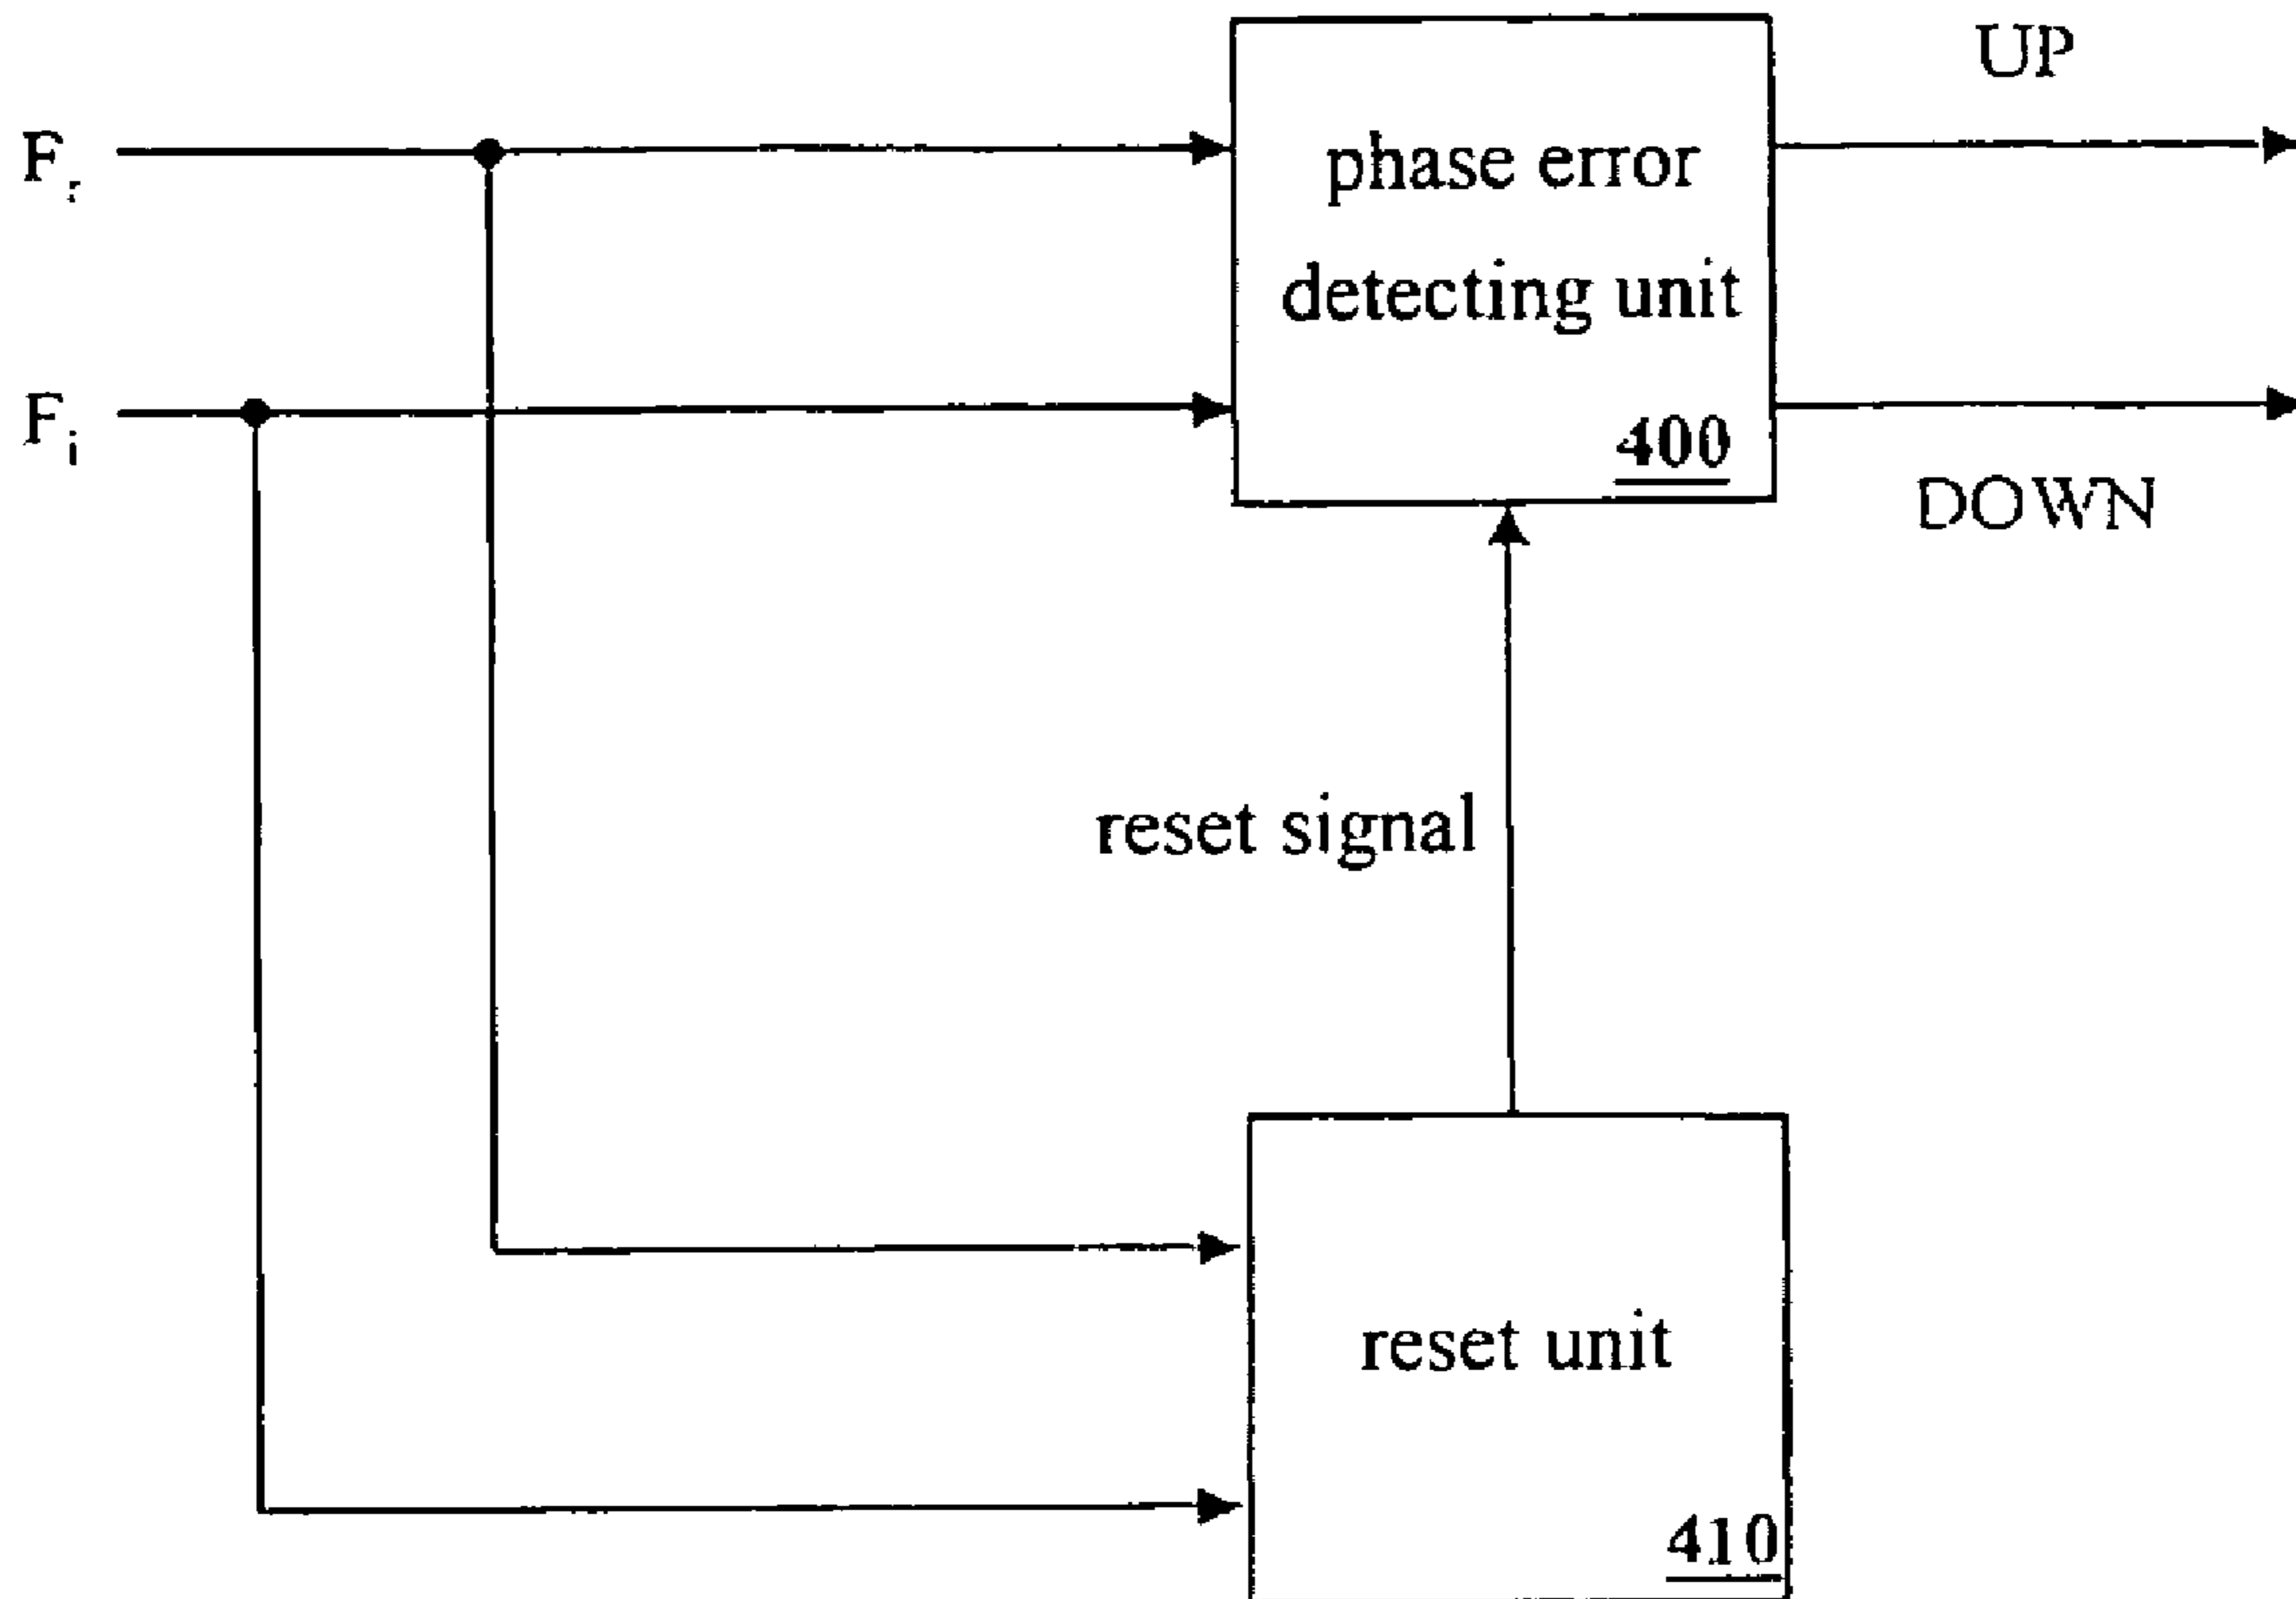 UP
F
phase error
detecting unit
F i
400
DOWN
reset signal
reset unit
410